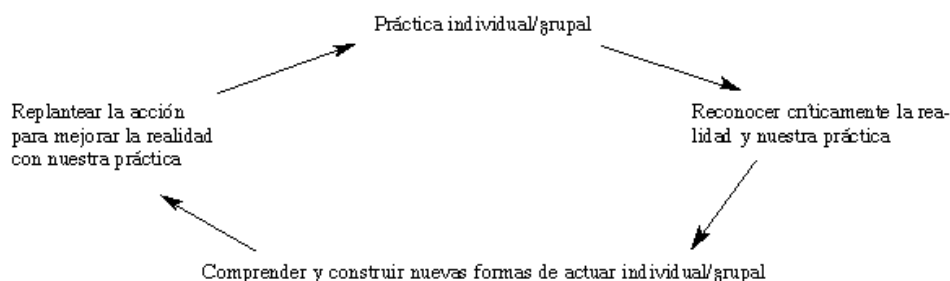 Práctica individual/grupal
Replantear la acción
para mejorar la realidad
con nuestra práctica
Reconocer críticamente la rea-
lidad y nuestra práctica
Comprender y construir nuevas formas de actuar individual/grupal